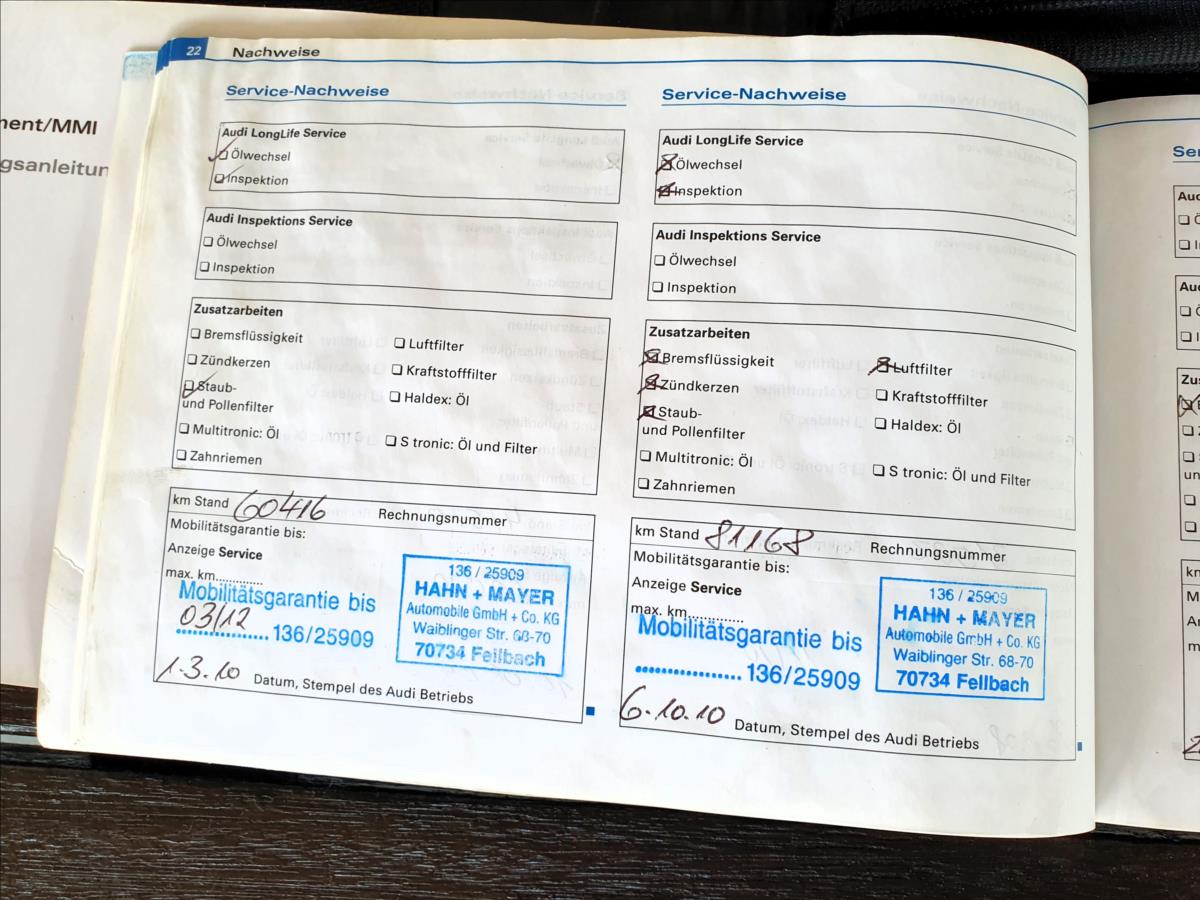 22 Nachweise
ment/MMI
gsanleitun
Service-Nachweise
Audi LongLife Service
Ölwechsel
Inspektion
Audi Inspektions Service
Ölwechsel
Inspektion
Zusatzarbeiten
Bremsflüssigkeit
Luftfilter
Zündkerzen
Kraftstofffilter
Staub-
und Pollenfilter
Haldex: Öl
Multitronic: Öl
S tronic: Öl und Filter
Zahnriemen
km Stand 60416 Rechnungsnummer
Mobilitätsgarantie bis:
Anzeige Service
max. km..............
Mobilitätsgarantie bis
03/12
................ 136/25909
136 / 25909
HAHN + MAYER
Automobile GmbH + Co. KG
Waiblinger Str. 68-70
70734 Fellbach
1.3.10 Datum, Stempel des Audi Betriebs
Service-Nachweise
Audi LongLife Service
Ölwechsel
Inspektion
Audi Inspektions Service
Ölwechsel
Inspektion
Zusatzarbeiten
Bremsflüssigkeit
Luftfilter
Zündkerzen
Kraftstofffilter
Staub-
und Pollenfilter
Haldex: Öl
Multitronic: Öl
S tronic: Öl und Filter
Zahnriemen
km Stand 81168 Rechnungsnummer
Mobilitätsgarantie bis:
Anzeige Service
max. km..............
Mobilitätsgarantie bis
................ 136/25909
136 / 25909
HAHN + MAYER
Automobile GmbH + Co. KG
Waiblinger Str. 68-70
70734 Fellbach
6.10.10 Datum, Stempel des Audi Betriebs
Ser
Aud
Aud
Zus
und
km